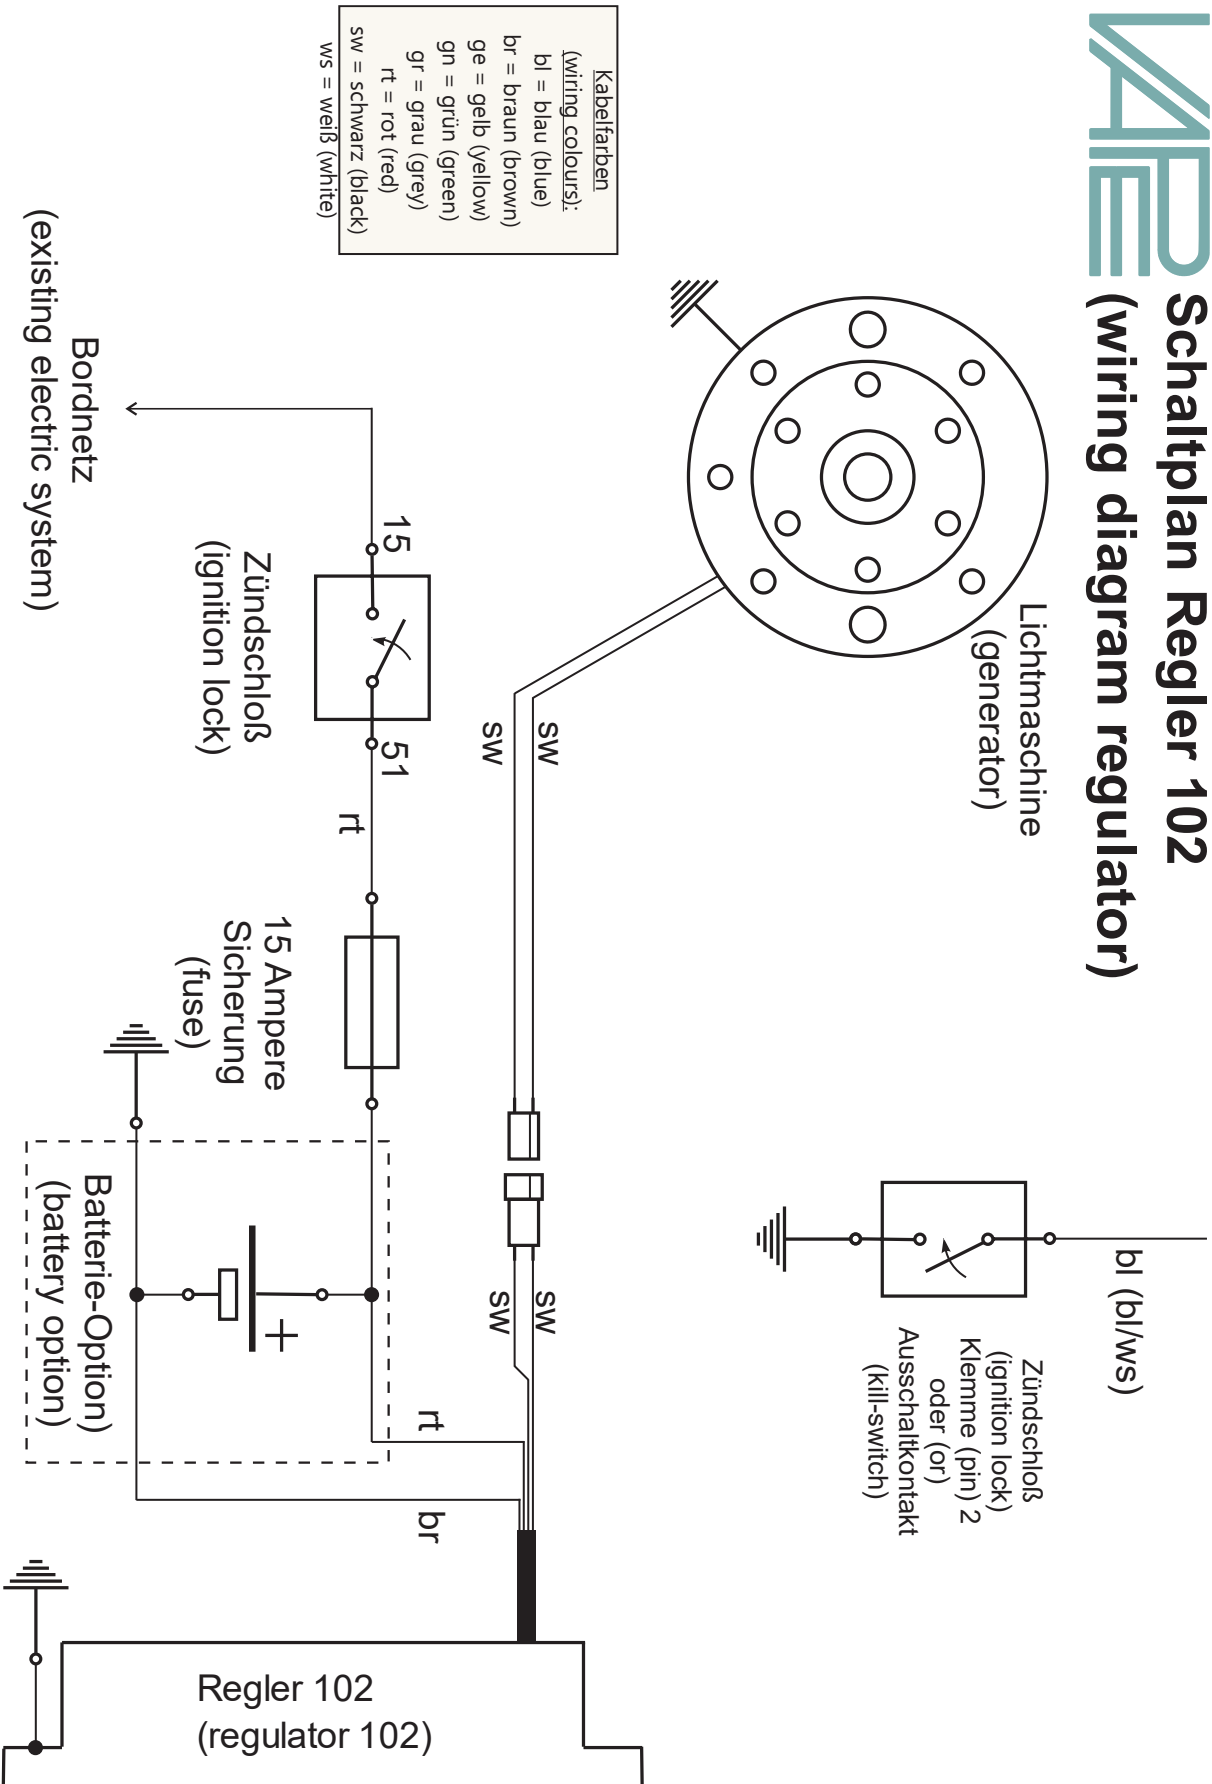 VAPE
Schaltplan Regler 102
(wiring diagram regulator)
Kabelfarben
(wiring colours):
bl = blau (blue)
br = braun (brown)
ge = gelb (yellow)
gn = grün (green)
gr = grau (grey)
rt = rot (red)
sw = schwarz (black)
ws = weiß (white)
Lichtmaschine
(generator)
bl (bl/ws)
Zündschloß
(ignition lock)
Klemme (pin) 2
oder (or)
Ausschaltkontakt
(kill-switch)
sw
sw
sw
sw
15
51
Zündschloß
(ignition lock)
rt
15 Ampere
Sicherung
(fuse)
Bordnetz
(existing electric system)
+
Batterie-Option)
(battery option)
rt
br
Regler 102
(regulator 102)